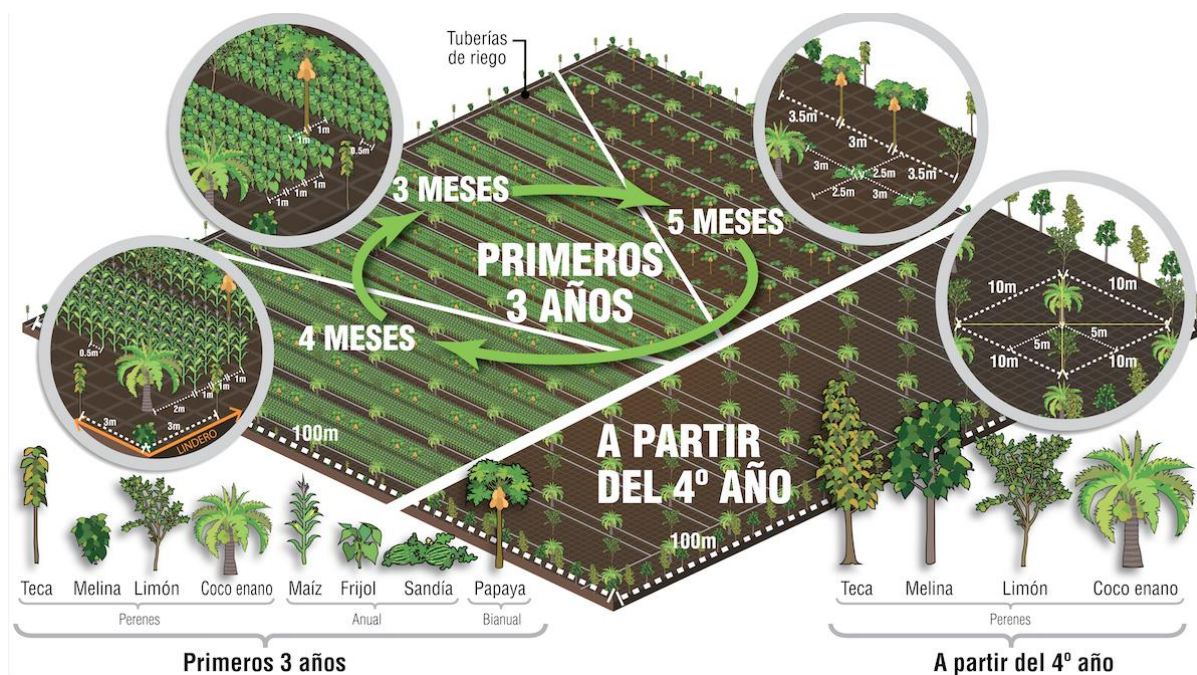 Tuberías
de riego
1m
1m
0.5m
1m
1m
1m
3.5m
3m
3m
2.5m
2.5m
3m
3.5m
3 MESES
5 MESES
PRIMEROS
3 AÑOS
4 MESES
10m
10m
5m
5m
10m
10m
0.5m
1m
1m
1m
2m
3m
3m
LINDERO
100m
A PARTIR
DEL 4º AÑO
100m
Teca
Melina
Limón
Coco enano
Maíz
Frijol
Sandía
Papaya
Perenes
Anual
Bianual
Primeros 3 años
Teca
Melina
Limón
Coco enano
Perenes
A partir del 4º año